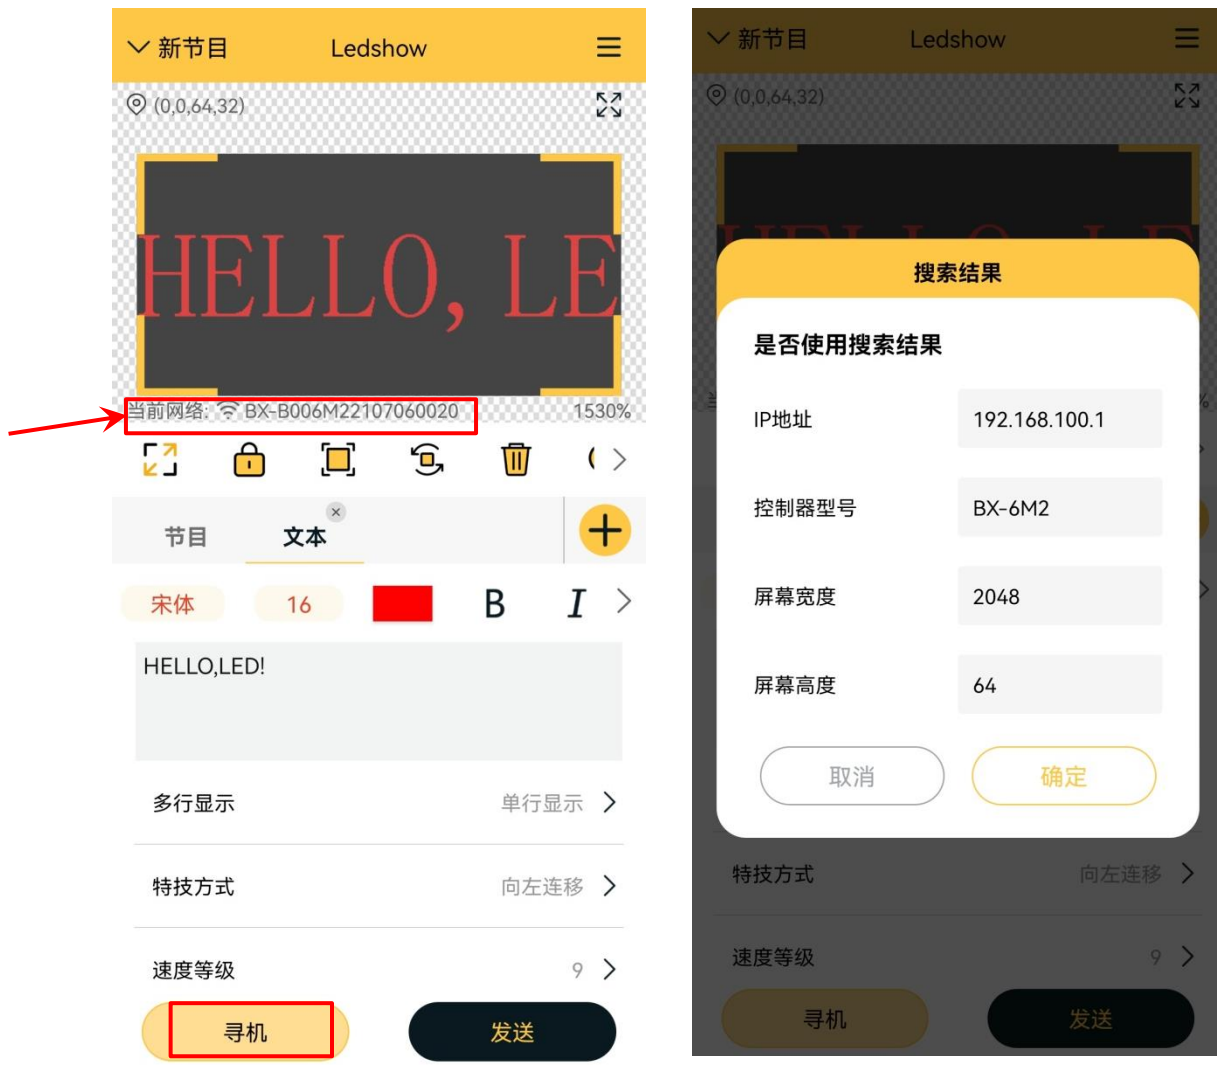 新节目
Ledshow
(0,0,64,32)
HELLO, LE
当前网络: BX-B006M22107060020
1530%
节目
文本
宋体
16
B
I
HELLO,LED!
多行显示
单行显示
特技方式
向左连移
速度等级
9
寻机
发送
新节目
Ledshow
(0,0,64,32)
搜索结果
是否使用搜索结果
IP地址
192.168.100.1
控制器型号
BX-6M2
屏幕宽度
2048
屏幕高度
64
取消
确定
特技方式
向左连移
速度等级
9
寻机
发送